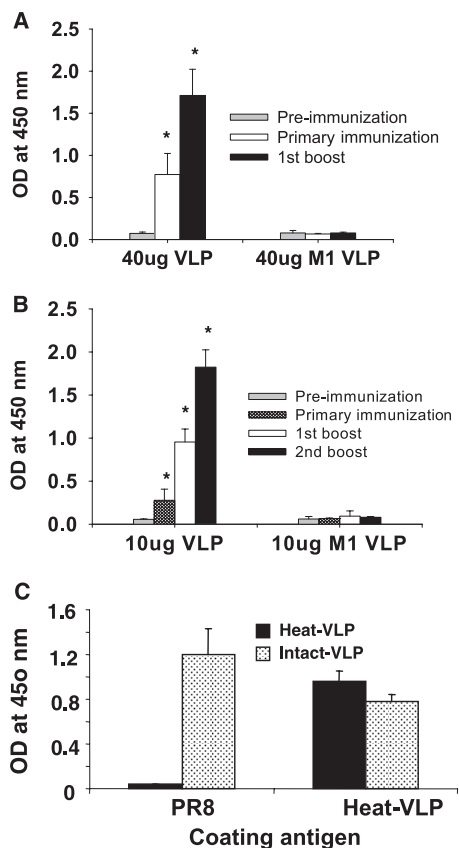 A
OD at 450 nm
2.5
2.0
1.5
1.0
0.5
0.0
*
*
Pre-immunization
Primary immunization
1st boost
40ug VLP 40ug M1 VLP
B
OD at 450 nm
2.5
2.0
1.5
1.0
0.5
0.0
*
*
*
Pre-immunization
Primary immunization
1st boost
2nd boost
10ug VLP 10ug M1 VLP
C
OD at 45o nm
1.6
1.2
0.8
0.4
0
Heat-VLP
Intact-VLP
PR8 Heat-VLP
Coating antigen